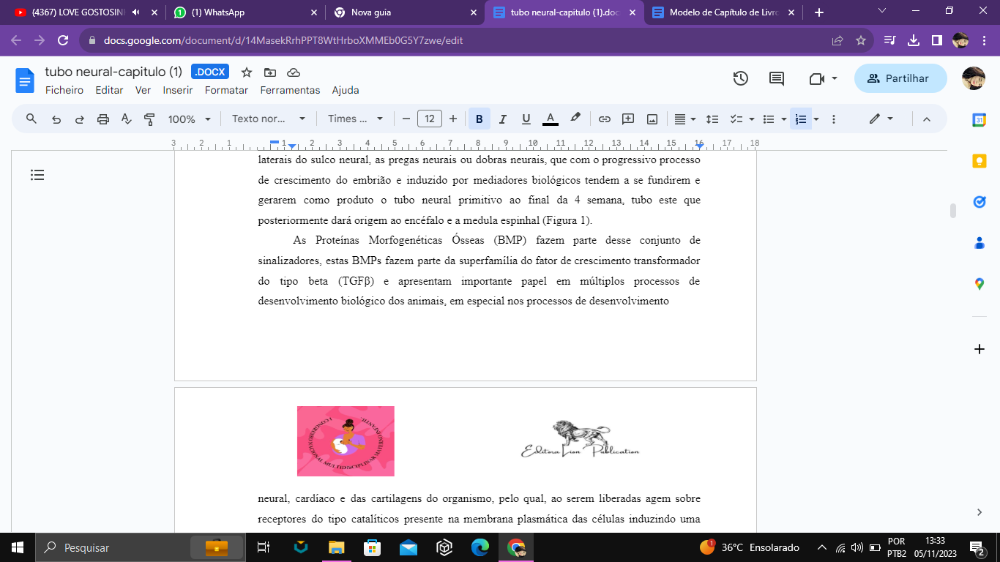 (4367) LOVE GOSTOSINH
(1) WhatsApp
Nova guia
tubo neural-capitulo (1).doc
Modelo de Capítulo de Livro
docs.google.com/document/d/14MasekRrhPPT8WtHrboXMMEb0G5Y7zwe/edit
tubo neural-capitulo (1)
.DOCX
Partilhar
Ficheiro Editar Ver Inserir Formatar Ferramentas Ajuda
100% Texto nor... Times ... 12 B I U A
3 2 1 1 2 3 4 5 6 7 8 9 10 11 12 13 14 15 16 17 18
31
laterais do sulco neural, as pregas neurais ou dobras neurais, que com o progressivo processo
de crescimento do embrião e induzido por mediadores biológicos tendem a se fundirem e
gerarem como produto o tubo neural primitivo ao final da 4 semana, tubo este que
posteriormente dará origem ao encéfalo e a medula espinhal (Figura 1).
As Proteínas Morfogenéticas Ósseas (BMP) fazem parte desse conjunto de
sinalizadores, estas BMPs fazem parte da superfamília do fator de crescimento transformador
do tipo beta (TGFβ) e apresentam importante papel em múltiplos processos de
desenvolvimento biológico dos animais, em especial nos processos de desenvolvimento
I CONGRESSO NACIONAL MULTIDISCIPLINAR MATERNO INFANTIL
Editora Lion Publication
neural, cardíaco e das cartilagens do organismo, pelo qual, ao serem liberadas agem sobre
receptores do tipo catalíticos presente na membrana plasmática das células induzindo uma
Pesquisar
1
36°C Ensolarado
POR
PTB2
13:33
05/11/2023
2